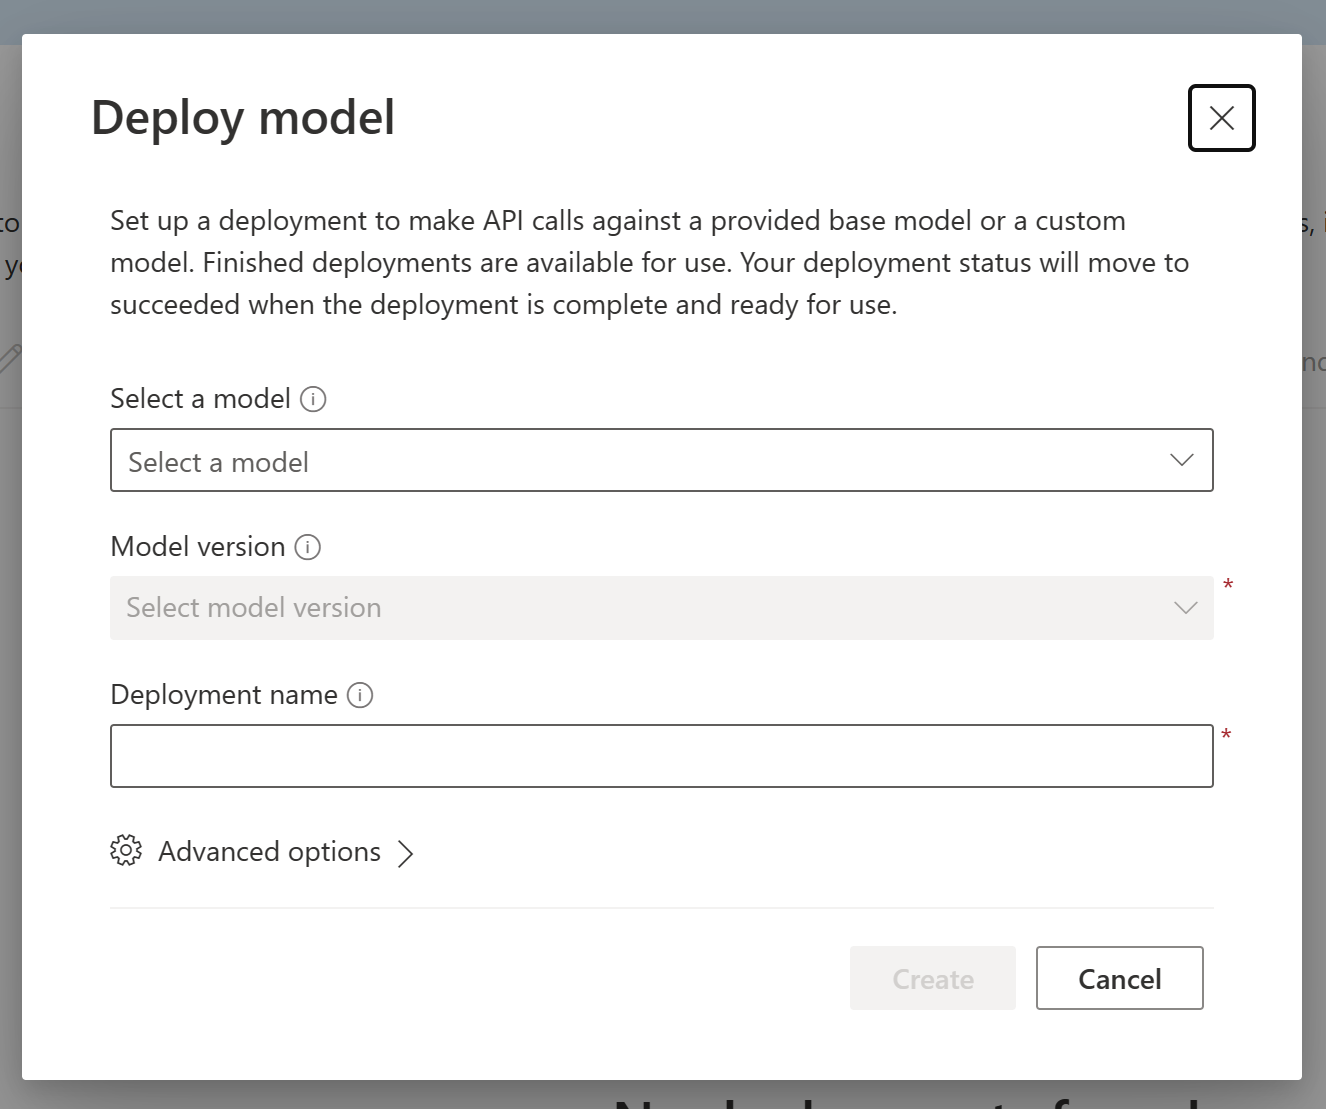 Deploy model
Set up a deployment to make API calls against a provided base model or a custom
model. Finished deployments are available for use. Your deployment status will move to
succeeded when the deployment is complete and ready for use.
Select a model
Select a model
Model version
Select model version
*
Deployment name
*
Advanced options
Create
Cancel